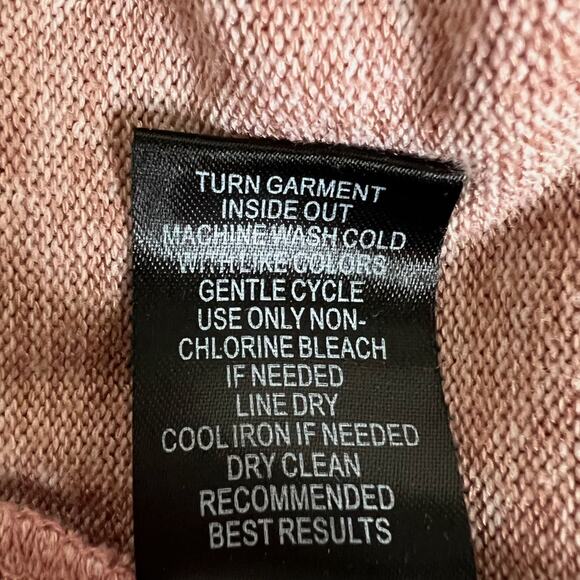 TURN GARMENT
INSIDE OUT
MACHINE WASH COLD
WITH LIKE COLORS
GENTLE CYCLE
USE ONLY NON-
CHLORINE BLEACH
IF NEEDED
LINE DRY
COOL IRON IF NEEDED
DRY CLEAN
RECOMMENDED
BEST RESULTS